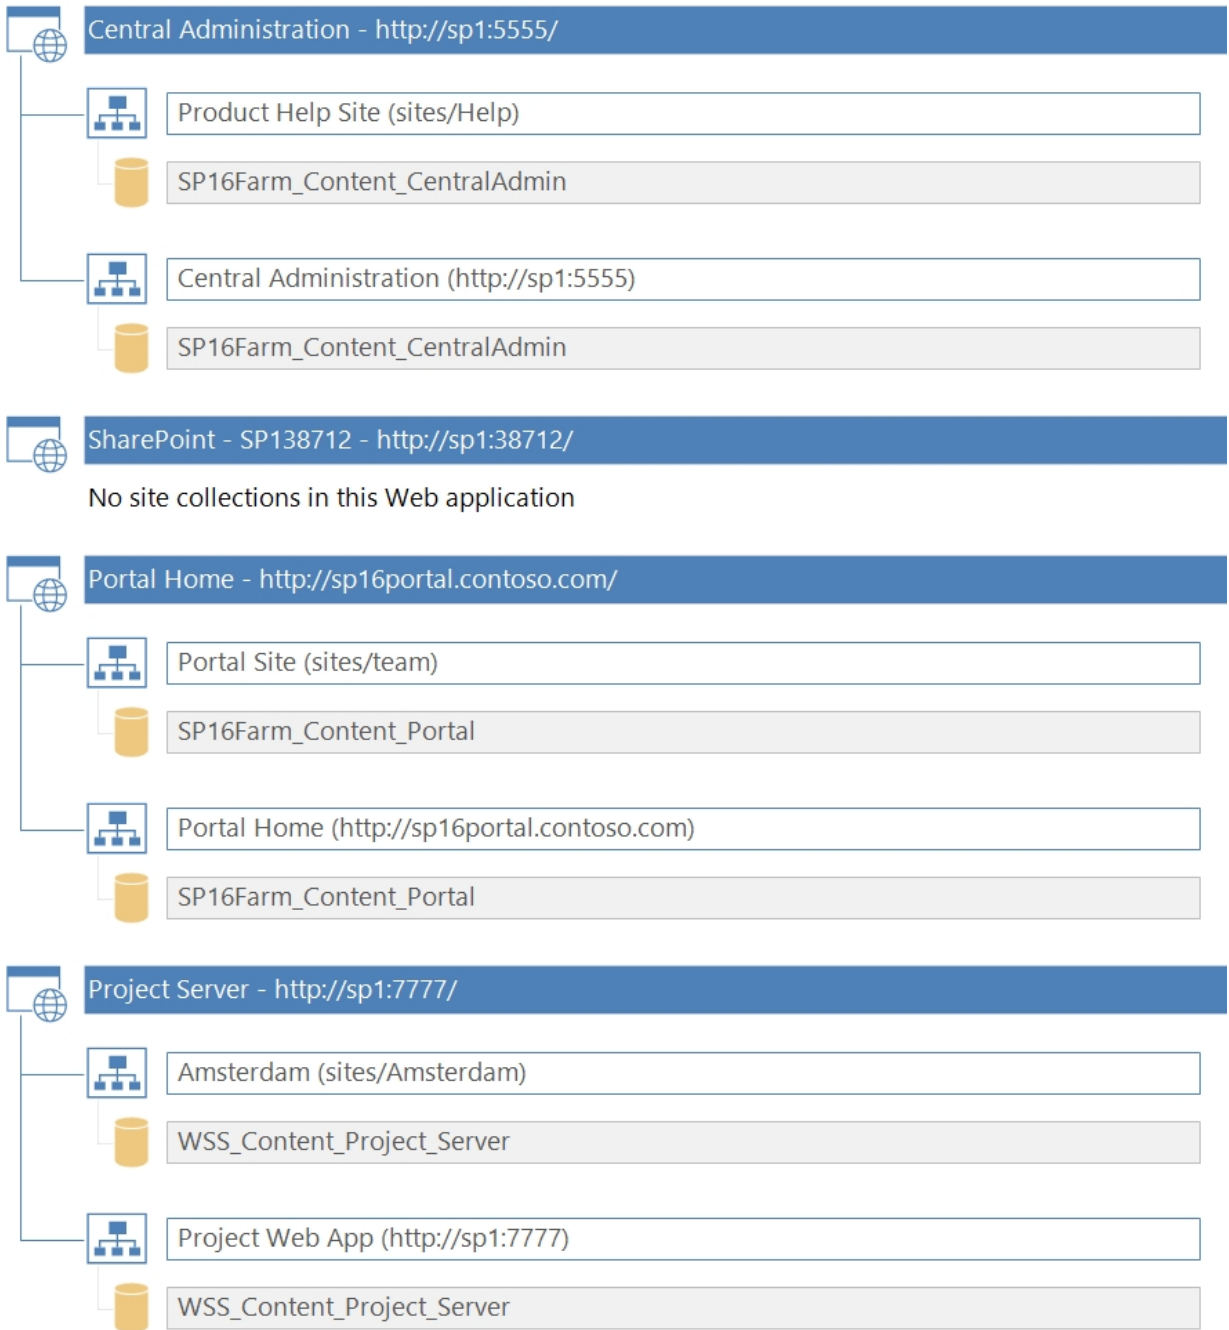 Central Administration - http://sp1:5555/
Product Help Site (sites/Help)
SP16Farm_Content_CentralAdmin
Central Administration (http://sp1:5555)
SP16Farm_Content_CentralAdmin
SharePoint - SP138712 - http://sp1:38712/
No site collections in this Web application
Portal Home - http://sp16portal.contoso.com/
Portal Site (sites/team)
SP16Farm_Content_Portal
Portal Home (http://sp16portal.contoso.com)
SP16Farm_Content_Portal
Project Server - http://sp1:7777/
Amsterdam (sites/Amsterdam)
WSS_Content_Project_Server
Project Web App (http://sp1:7777)
WSS_Content_Project_Server